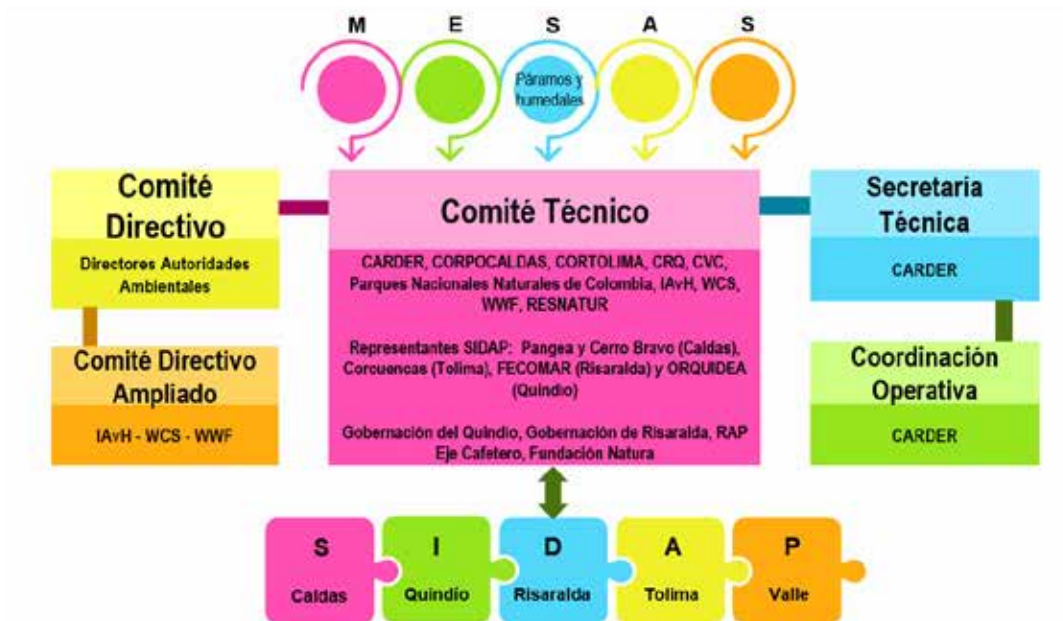 M E S A S
Páramos y
humedales
Comité
Directivo
Directores Autoridades
Ambientales
Comité Directivo
Ampliado
IAvH - WCS - WWF
Comité Técnico
CARDER, CORPOCALDAS, CORTOLIMA, CRQ, CVC,
Parques Nacionales Naturales de Colombia, IAvH, WCS,
WWF, RESNATUR
Representantes SIDAP: Pangea y Cerro Bravo (Caldas),
Corcuencas (Tolima), FECOMAR (Risaralda) y ORQUIDEA
(Quindio)
Gobernación del Quindio, Gobernación de Risaralda, RAP
Eje Cafetero, Fundación Natura
Secretaría
Técnica
CARDER
Coordinación
Operativa
CARDER
S I D A P
Caldas Quindío Risaralda Tolima Valle